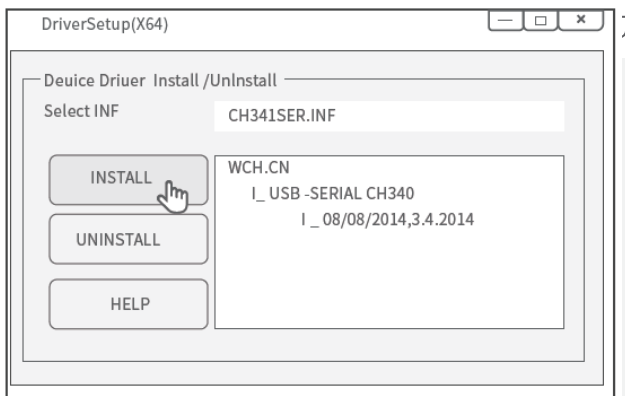 DriverSetup(X64)
Deuice Driuer Install /UnInstall
Select INF
CH341SER.INF
INSTALL
WCH.CN
I_ USB -SERIAL CH340
I _ 08/08/2014,3.4.2014
UNINSTALL
HELP